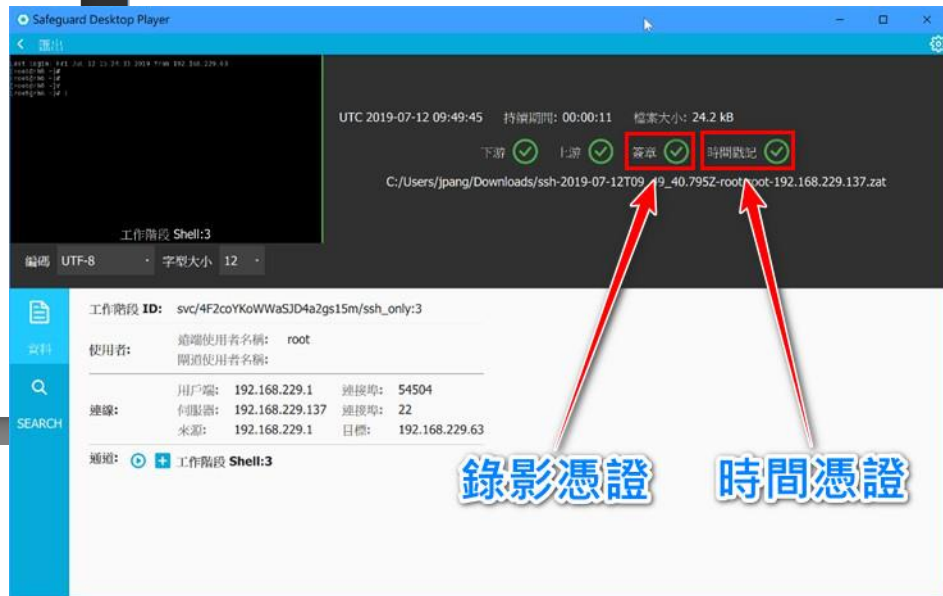 Safeguard Desktop Player
匯出
UTC 2019-07-12 09:49:45 持續期間: 00:00:11 檔案大小: 24.2 kB
下游 上游 簽章 時間戳記
C:/Users/jpang/Downloads/ssh-2019-07-12T09 49_40.795Z-root root-192.168.229.137.zat
工作階段 Shell:3
編碼 UTF-8 字型大小 12
資料
SEARCH
工作階段 ID: svc/4F2coYKoWWaSJD4a2gs15m/ssh_only:3
使用者: 遠端使用者名稱: root
閘道使用者名稱:
用戶端: 192.168.229.1 連接埠: 54504
連線: 伺服器: 192.168.229.137 連接埠: 22
來源: 192.168.229.1 目標: 192.168.229.63
通道: 工作階段 Shell:3
錄影憑證 時間憑證